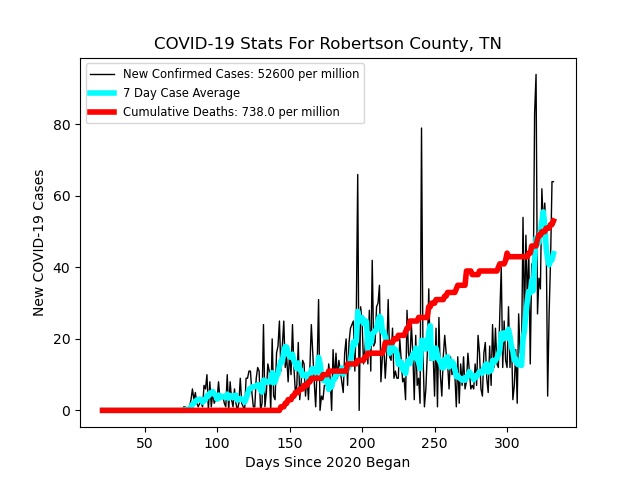 COVID-19 Stats For Robertson County, TN
New Confirmed Cases: 52600 per million
7 Day Case Average
Cumulative Deaths: 738.0 per million
New COVID-19 Cases
80
60
40
20
0
50 100 150 200 250 300
Days Since 2020 Began